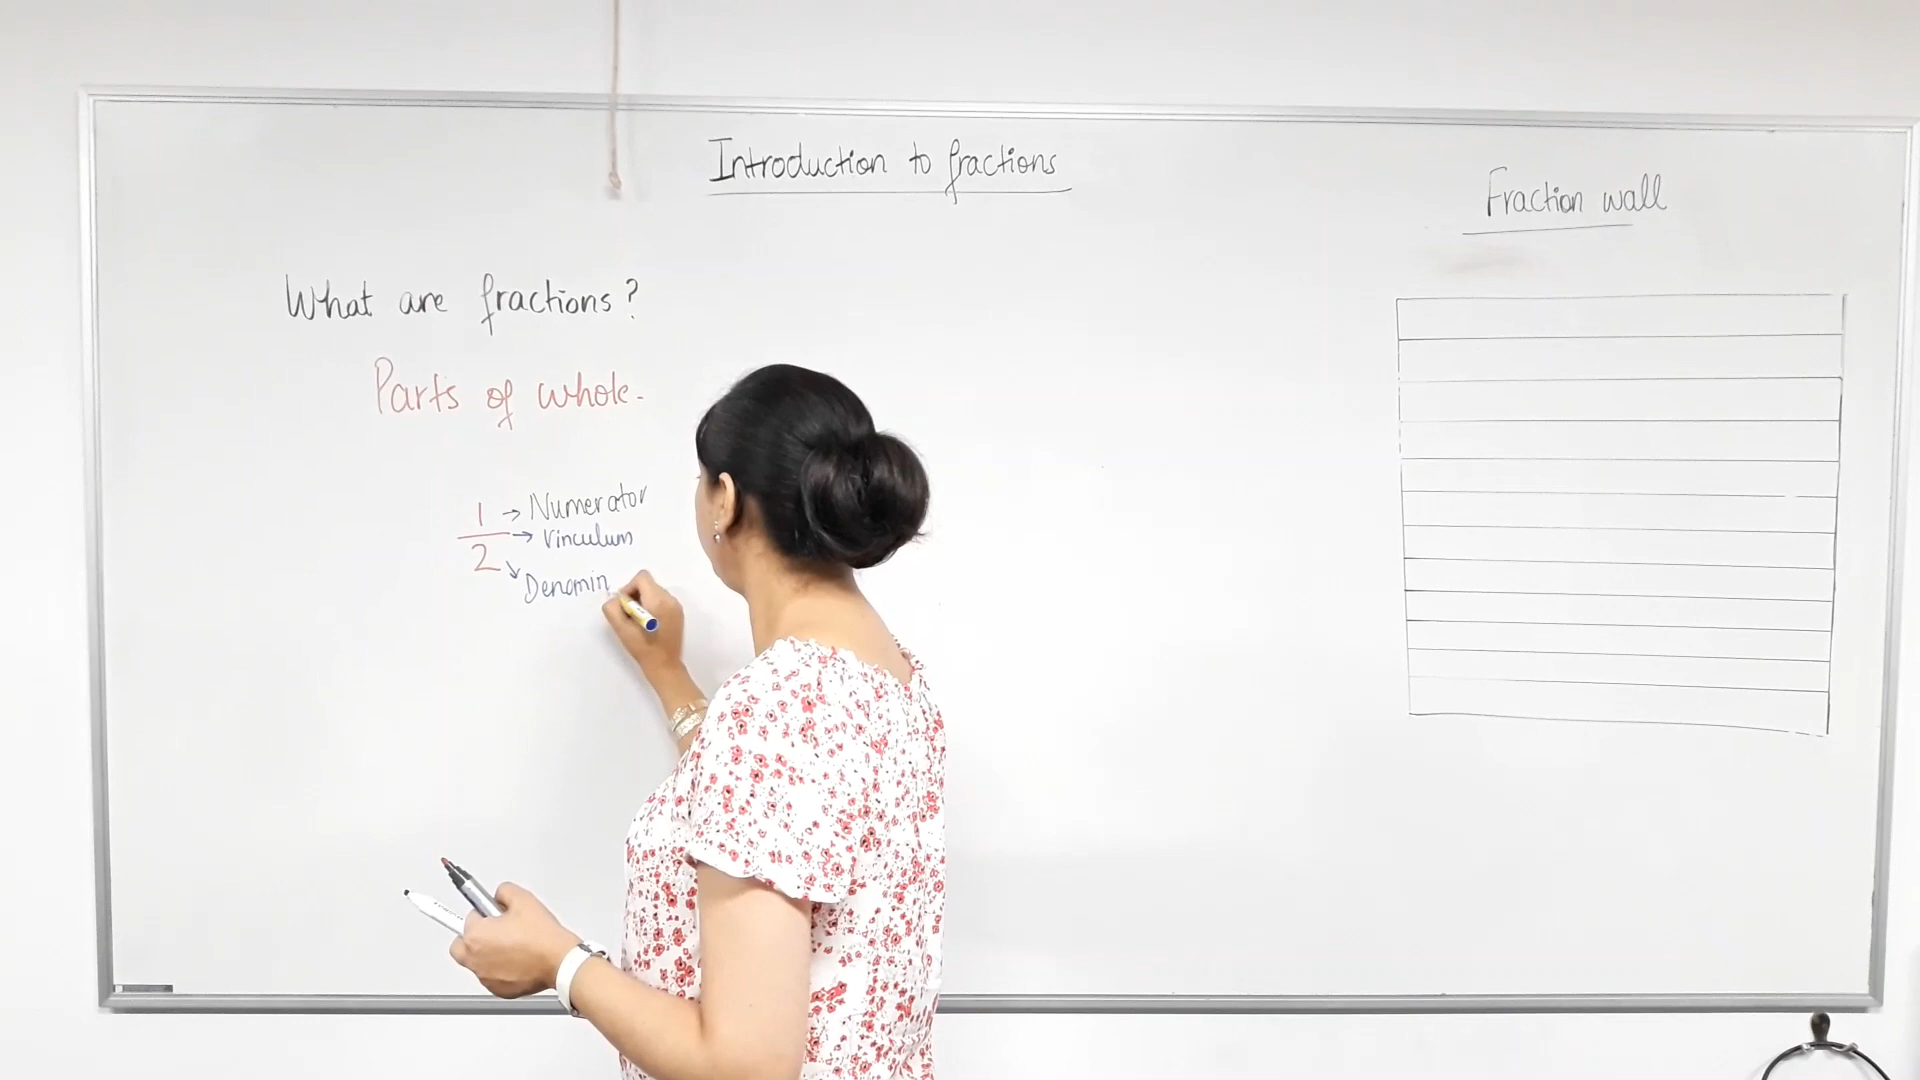 Introduction to fractions
Fraction wall
What are fractions?
Parts of whole.
1 → Numerator
→ Vinculum
2 ↘ Denomin